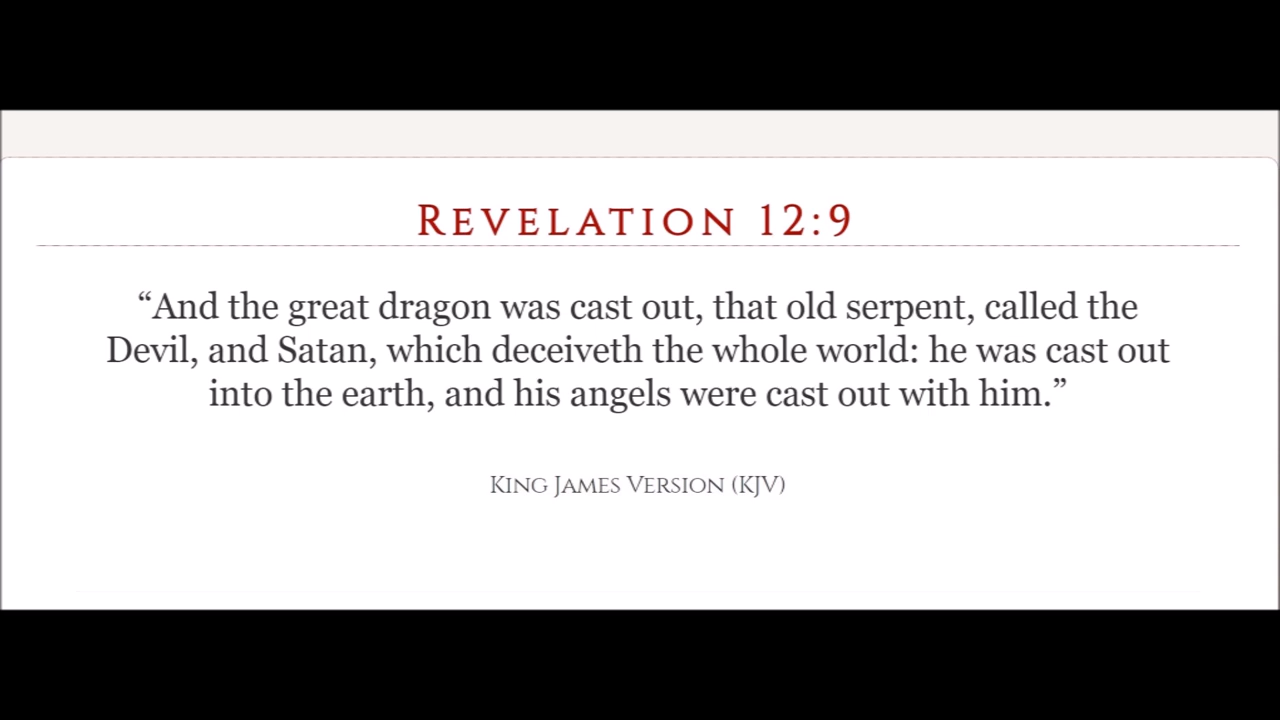 Revelation 12:9
“And the great dragon was cast out, that old serpent, called the
Devil, and Satan, which deceiveth the whole world: he was cast out
into the earth, and his angels were cast out with him.”
King James Version (KJV)